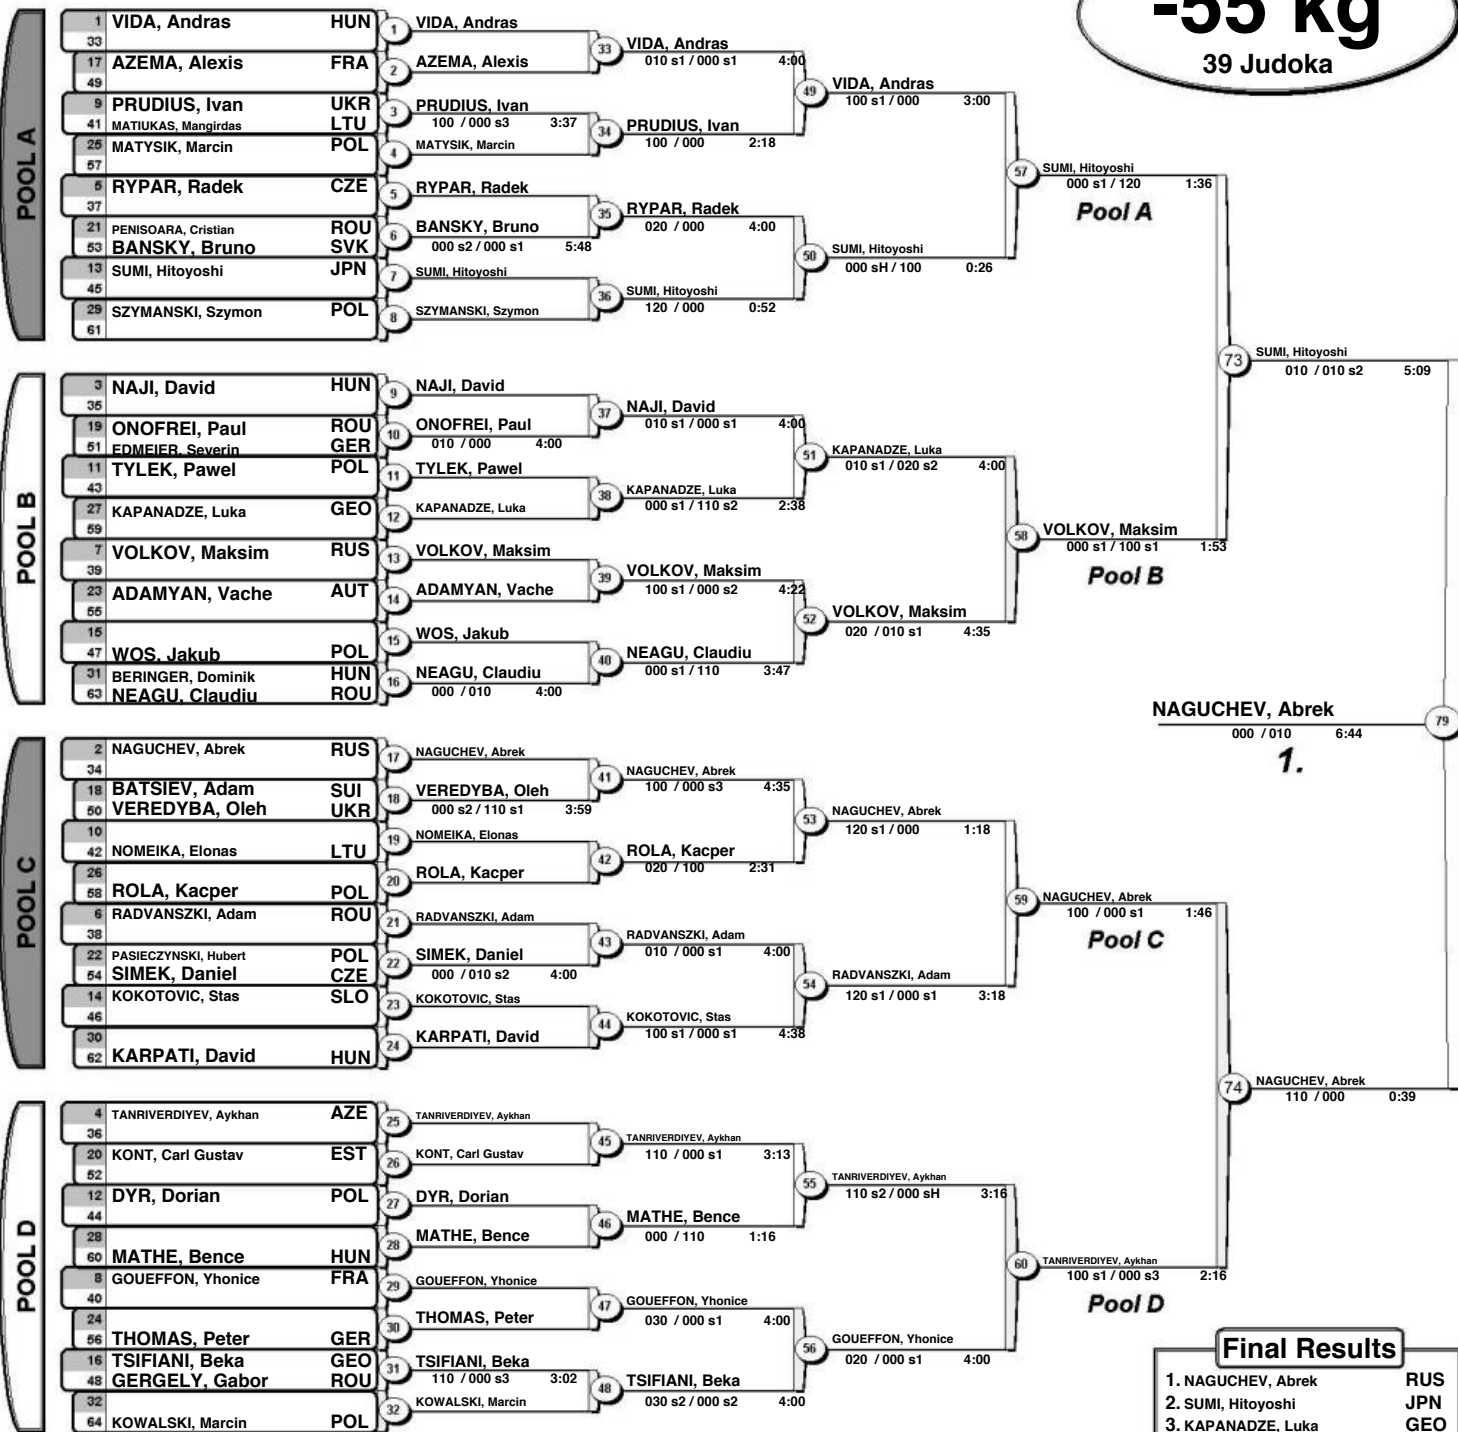 -55 kg
39 Judoka
POOL A
1 VIDA, Andras HUN
33
17 AZEMA, Alexis FRA
49
9 PRUDIUS, Ivan UKR
41 MATIUKAS, Mangirdas LTU
25 MATYSIK, Marcin POL
57
5 RYPAR, Radek CZE
37
21 PENISOARA, Cristian ROU
53 BANSKY, Bruno SVK
13 SUMI, Hitoyoshi JPN
45
29 SZYMANSKI, Szymon POL
61
1 VIDA, Andras
2 AZEMA, Alexis
3 PRUDIUS, Ivan
100 / 000 s3 3:37
4 MATYSIK, Marcin
5 RYPAR, Radek
6 BANSKY, Bruno
000 s2 / 000 s1 5:48
7 SUMI, Hitoyoshi
8 SZYMANSKI, Szymon
33 VIDA, Andras
010 s1 / 000 s1 4:00
34 PRUDIUS, Ivan
100 / 000 2:18
35 RYPAR, Radek
020 / 000 4:00
36 SUMI, Hitoyoshi
120 / 000 0:52
49 VIDA, Andras
100 s1 / 000 3:00
50 SUMI, Hitoyoshi
000 sH / 100 0:26
57 SUMI, Hitoyoshi
000 s1 / 120 1:36
Pool A
POOL B
3 NAJI, David HUN
35
19 ONOFREI, Paul ROU
51 EDMEIER, Severin GER
11 TYLEK, Pawel POL
43
27 KAPANADZE, Luka GEO
59
7 VOLKOV, Maksim RUS
39
23 ADAMYAN, Vache AUT
55
15
47 WOS, Jakub POL
31 BERINGER, Dominik HUN
63 NEAGU, Claudiu ROU
9 NAJI, David
10 ONOFREI, Paul
010 / 000 4:00
11 TYLEK, Pawel
12 KAPANADZE, Luka
13 VOLKOV, Maksim
14 ADAMYAN, Vache
15 WOS, Jakub
16 NEAGU, Claudiu
000 / 010 4:00
37 NAJI, David
010 s1 / 000 s1 4:00
38 KAPANADZE, Luka
000 s1 / 110 s2 2:38
39 VOLKOV, Maksim
100 s1 / 000 s2 4:22
40 NEAGU, Claudiu
000 s1 / 110 3:47
51 KAPANADZE, Luka
010 s1 / 020 s2 4:00
52 VOLKOV, Maksim
020 / 010 s1 4:35
58 VOLKOV, Maksim
000 s1 / 100 s1 1:53
Pool B
73 SUMI, Hitoyoshi
010 / 010 s2 5:09
NAGUCHEV, Abrek 79
000 / 010 6:44
1.
POOL C
2 NAGUCHEV, Abrek RUS
34
18 BATSIEV, Adam SUI
50 VEREDYBA, Oleh UKR
10
42 NOMEIKA, Elonas LTU
26
58 ROLA, Kacper POL
6 RADVANSZKI, Adam ROU
38
22 PASIECZYNSKI, Hubert POL
54 SIMEK, Daniel CZE
14 KOKOTOVIC, Stas SLO
46
30
62 KARPATI, David HUN
17 NAGUCHEV, Abrek
18 VEREDYBA, Oleh
000 s2 / 110 s1 3:59
19 NOMEIKA, Elonas
20 ROLA, Kacper
21 RADVANSZKI, Adam
22 SIMEK, Daniel
000 / 010 s2 4:00
23 KOKOTOVIC, Stas
24 KARPATI, David
41 NAGUCHEV, Abrek
100 / 000 s3 4:35
42 ROLA, Kacper
020 / 100 2:31
43 RADVANSZKI, Adam
010 / 000 s1 4:00
44 KOKOTOVIC, Stas
100 s1 / 000 s1 4:38
53 NAGUCHEV, Abrek
120 s1 / 000 1:18
54 RADVANSZKI, Adam
120 s1 / 000 s1 3:18
59 NAGUCHEV, Abrek
100 / 000 s1 1:46
Pool C
74 NAGUCHEV, Abrek
110 / 000 0:39
POOL D
4 TANRIVERDIYEV, Aykhan AZE
36
20 KONT, Carl Gustav EST
52
12 DYR, Dorian POL
44
28
60 MATHE, Bence HUN
8 GOUEFFON, Yhonice FRA
40
24
56 THOMAS, Peter GER
16 TSIFIANI, Beka GEO
48 GERGELY, Gabor ROU
32
64 KOWALSKI, Marcin POL
25 TANRIVERDIYEV, Aykhan
26 KONT, Carl Gustav
27 DYR, Dorian
28 MATHE, Bence
29 GOUEFFON, Yhonice
30 THOMAS, Peter
31 TSIFIANI, Beka
110 / 000 s3 3:02
32 KOWALSKI, Marcin
45 TANRIVERDIYEV, Aykhan
110 / 000 s1 3:13
46 MATHE, Bence
000 / 110 1:16
47 GOUEFFON, Yhonice
030 / 000 s1 4:00
48 TSIFIANI, Beka
030 s2 / 000 s2 4:00
55 TANRIVERDIYEV, Aykhan
110 s2 / 000 sH 3:16
56 GOUEFFON, Yhonice
020 / 000 s1 4:00
60 TANRIVERDIYEV, Aykhan
100 s1 / 000 s3 2:16
Pool D
Final Results
1. NAGUCHEV, Abrek RUS
2. SUMI, Hitoyoshi JPN
3. KAPANADZE, Luka GEO